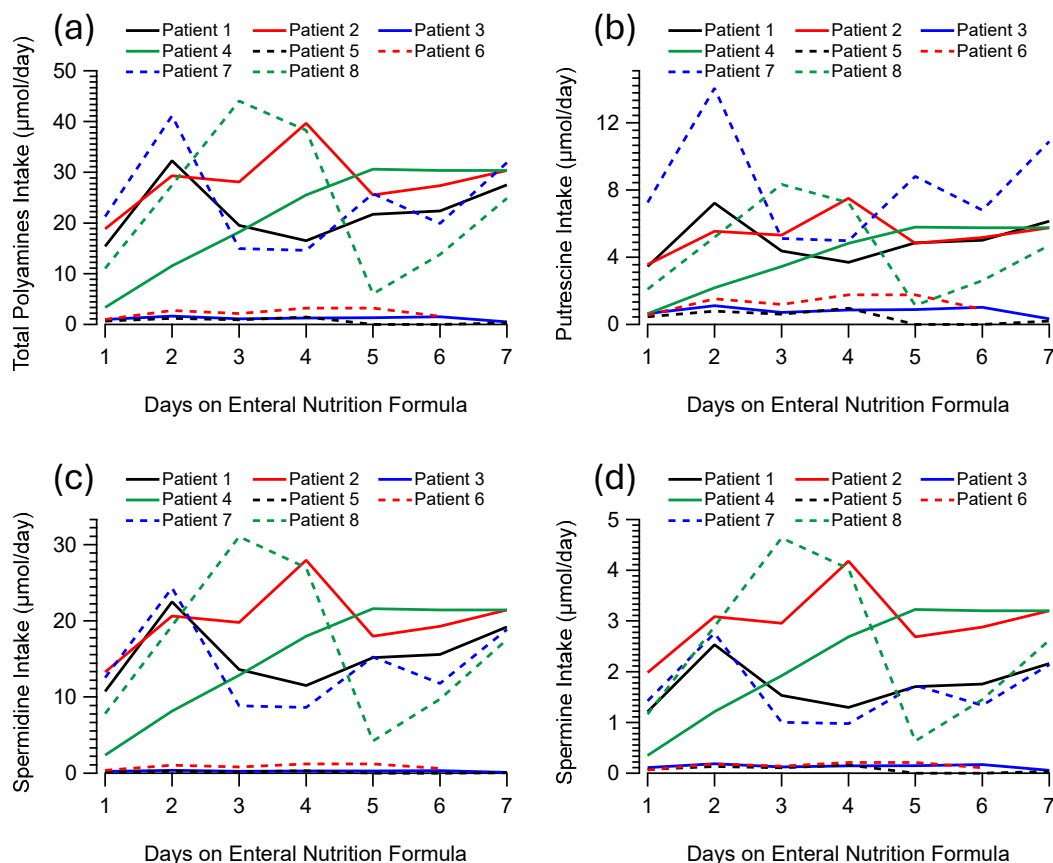 (a)
Patient 1 Patient 2 Patient 3
Patient 4 Patient 5 Patient 6
Patient 7 Patient 8
Total Polyamines Intake (µmol/day)
50
40
30
20
10
0
1 2 3 4 5 6 7
Days on Enteral Nutrition Formula
(b)
Patient 1 Patient 2 Patient 3
Patient 4 Patient 5 Patient 6
Patient 7 Patient 8
Putrescine Intake (µmol/day)
12
8
4
0
1 2 3 4 5 6 7
Days on Enteral Nutrition Formula
(c)
Patient 1 Patient 2 Patient 3
Patient 4 Patient 5 Patient 6
Patient 7 Patient 8
Spermidine Intake (µmol/day)
30
20
10
0
1 2 3 4 5 6 7
Days on Enteral Nutrition Formula
(d)
Patient 1 Patient 2 Patient 3
Patient 4 Patient 5 Patient 6
Patient 7 Patient 8
Spermine Intake (µmol/day)
5
4
3
2
1
0
1 2 3 4 5 6 7
Days on Enteral Nutrition Formula